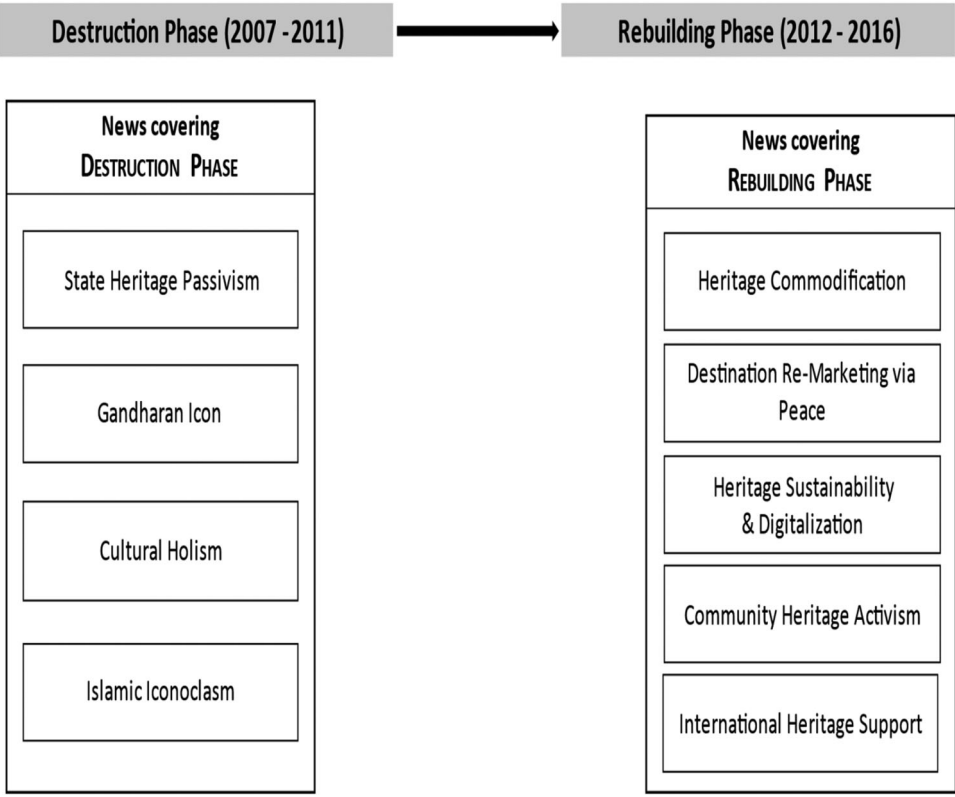 Destruction Phase (2007 - 2011)
Rebuilding Phase (2012 - 2016)
News covering
DESTRUCTION PHASE
State Heritage Passivism
Gandharan Icon
Cultural Holism
Islamic Iconoclasm
News covering
REBUILDING PHASE
Heritage Commodification
Destination Re-Marketing via
Peace
Heritage Sustainability
& Digitalization
Community Heritage Activism
International Heritage Support